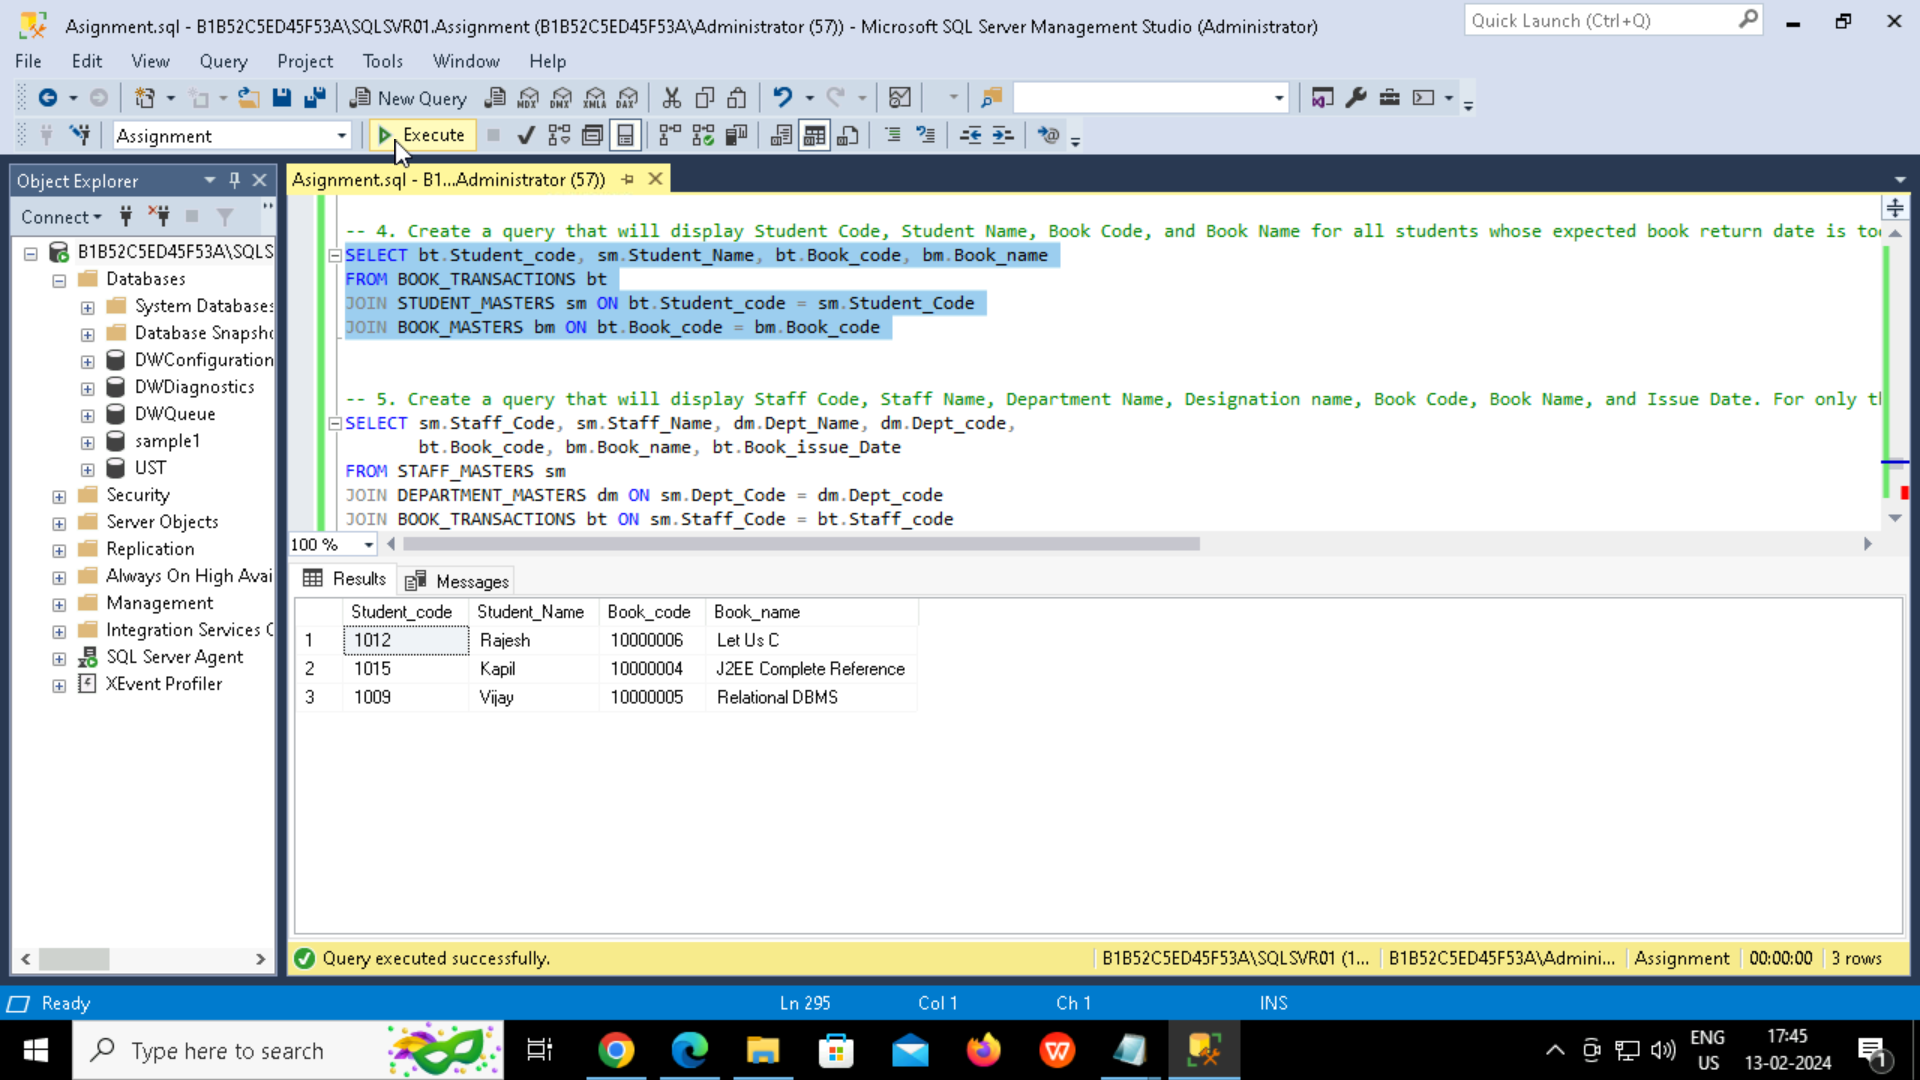 Asignment.sql - B1B52C5ED45F53A\SQLSVR01.Assignment (B1B52C5ED45F53A\Administrator (57)) - Microsoft SQL Server Management Studio (Administrator)
Quick Launch (Ctrl+Q)
File Edit View Query Project Tools Window Help
New Query MDX DMX XMLA DAX
Assignment Execute
Object Explorer
Connect
B1B52C5ED45F53A\SQLS
Databases
System Databases
Database Snapsh
DWConfiguration
DWDiagnostics
DWQueue
sample1
UST
Security
Server Objects
Replication
Always On High Avai
Management
Integration Services C
SQL Server Agent
XEvent Profiler
Asignment.sql - B1...Administrator (57))
-- 4. Create a query that will display Student Code, Student Name, Book Code, and Book Name for all students whose expected book return date is to
SELECT bt.Student_code, sm.Student_Name, bt.Book_code, bm.Book_name
FROM BOOK_TRANSACTIONS bt
JOIN STUDENT_MASTERS sm ON bt.Student_code = sm.Student_Code
JOIN BOOK_MASTERS bm ON bt.Book_code = bm.Book_code
-- 5. Create a query that will display Staff Code, Staff Name, Department Name, Designation name, Book Code, Book Name, and Issue Date. For only t
SELECT sm.Staff_Code, sm.Staff_Name, dm.Dept_Name, dm.Dept_code,
bt.Book_code, bm.Book_name, bt.Book_issue_Date
FROM STAFF_MASTERS sm
JOIN DEPARTMENT_MASTERS dm ON sm.Dept_Code = dm.Dept_code
JOIN BOOK_TRANSACTIONS bt ON sm.Staff_Code = bt.Staff_code
100 %
Results Messages
Student_code Student_Name Book_code Book_name
1 1012 Rajesh 10000006 Let Us C
2 1015 Kapil 10000004 J2EE Complete Reference
3 1009 Vijay 10000005 Relational DBMS
Query executed successfully. B1B52C5ED45F53A\SQLSVR01 (1... B1B52C5ED45F53A\Admini... Assignment 00:00:00 3 rows
Ready Ln 295 Col 1 Ch 1 INS
Type here to search
ENG
US
17:45
13-02-2024
1